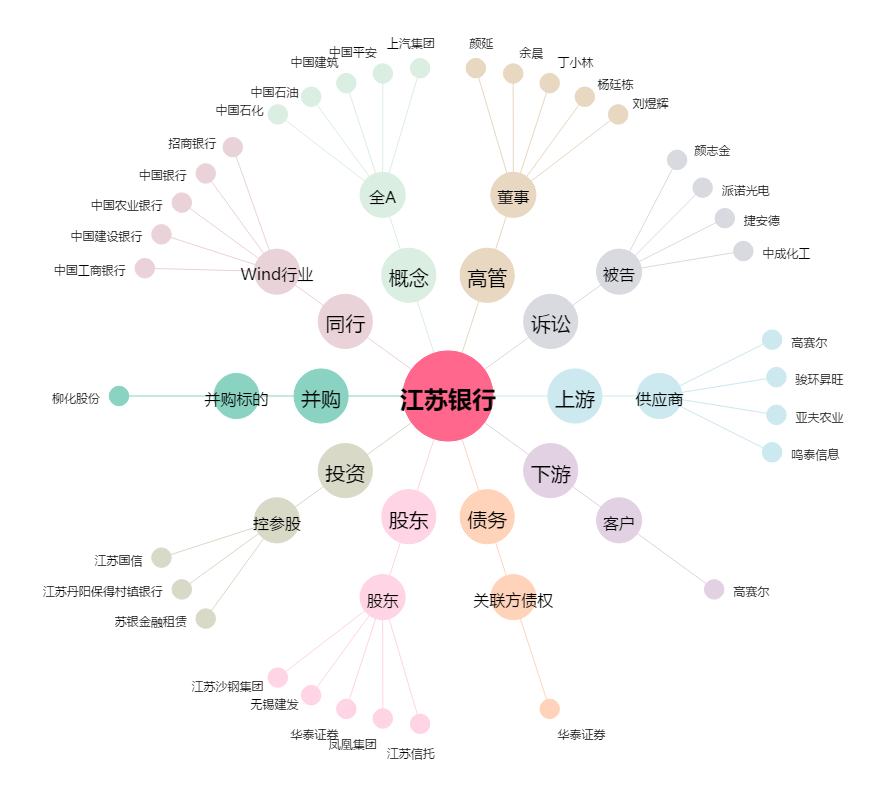 上汽集团
颜延
中国平安
余晨
中国建筑
丁小林
中国石油
杨廷栋
中国石化
刘煜辉
招商银行
颜志金
中国银行
派诺光电
全A
董事
中国农业银行
捷安德
中国建设银行
中成化工
中国工商银行
Wind行业
概念
高管
被告
同行
诉讼
高赛尔
骏环昇旺
柳化股份
并购标的
并购
江苏银行
上游
供应商
亚夫农业
鸣泰信息
投资
下游
控参股
股东
债务
客户
江苏国信
江苏丹阳保得村镇银行
高赛尔
苏银金融租赁
股东
关联方债权
江苏沙钢集团
无锡建发
华泰证券
凤凰集团
江苏信托
华泰证券